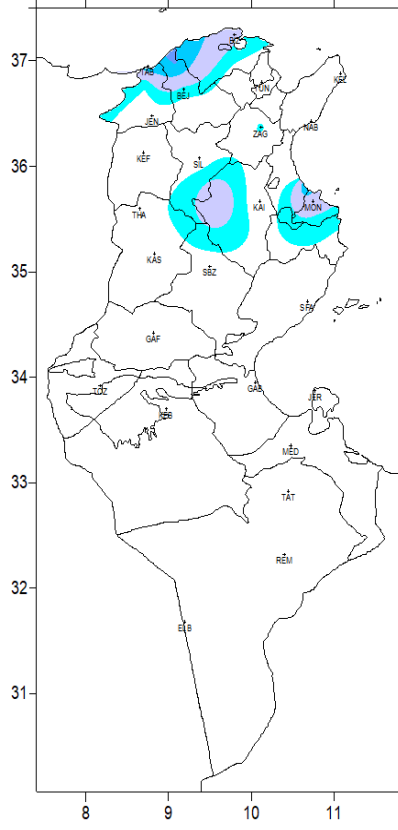 37
BIZ
TAB
KEL
TUN
BEJ
JEN
NAB
ZAG
36
KEF
SIL
KAI
MON
THA
KAS
35
SBZ
SFA
GAF
34
TOZ
GAB
JER
KEB
33
MED
TAT
32
REM
ELB
31
8
9
10
11